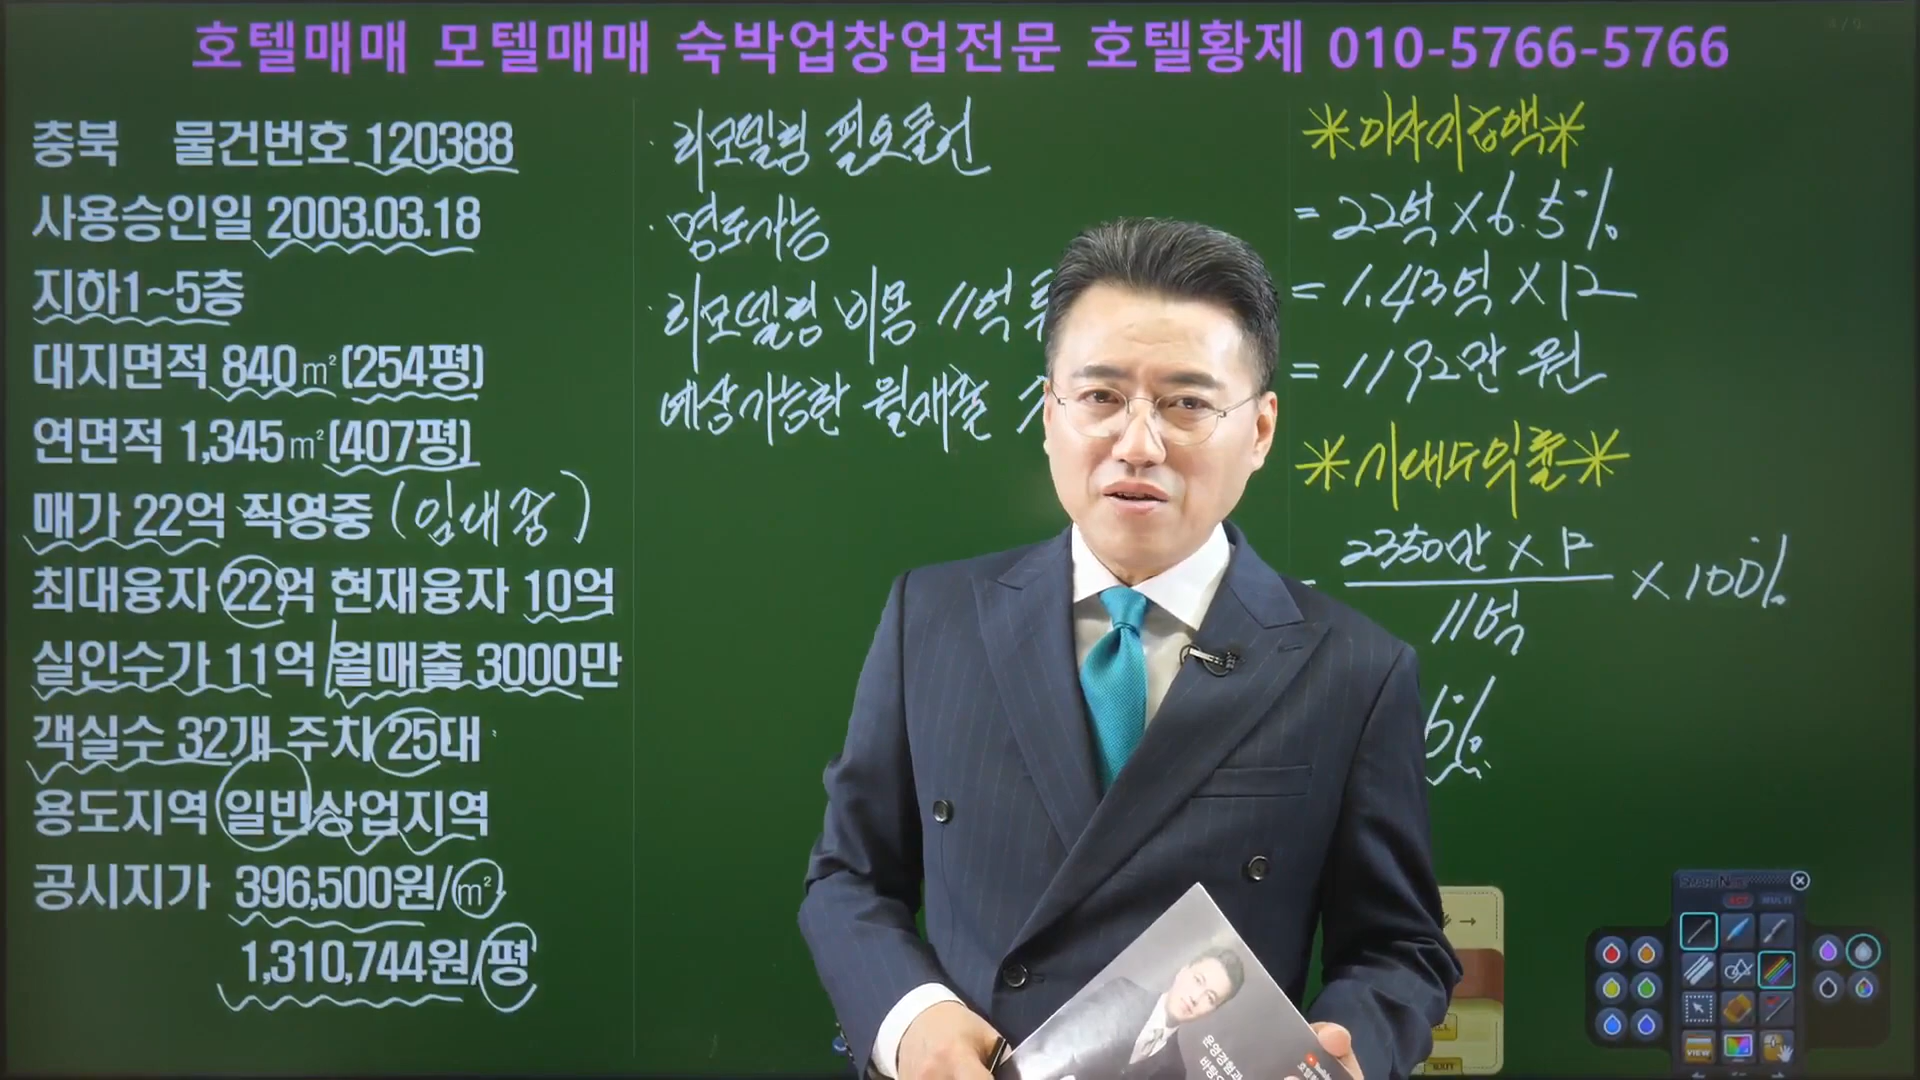 호텔매매 모텔매매 숙박업창업전문 호텔황제 010-5766-5766
충북 물건번호 120388
사용승인일 2003.03.18
지하1~5층
대지면적 840㎡(254평)
연면적 1,345㎡(407평)
매가 22억 직영중 (임대중)
최대융자 22억 현재융자 10억
실인수가 11억 월매출 3000만
객실수 32개 주차 25대
용도지역 일반상업지역
공시지가 396,500원/㎡
1,310,744원/평
· 리모델링 필요물건
· 명도가능
· 리모델링 비용 11억
예상가능한 월매출
*이자지급액*
= 22억 X 6.5%
= 1.43억 X 12
= 1192만 원
*기대수익률*
2350만 X 12
11억
X 100%
%
운영경험과
VIEW
EXIT